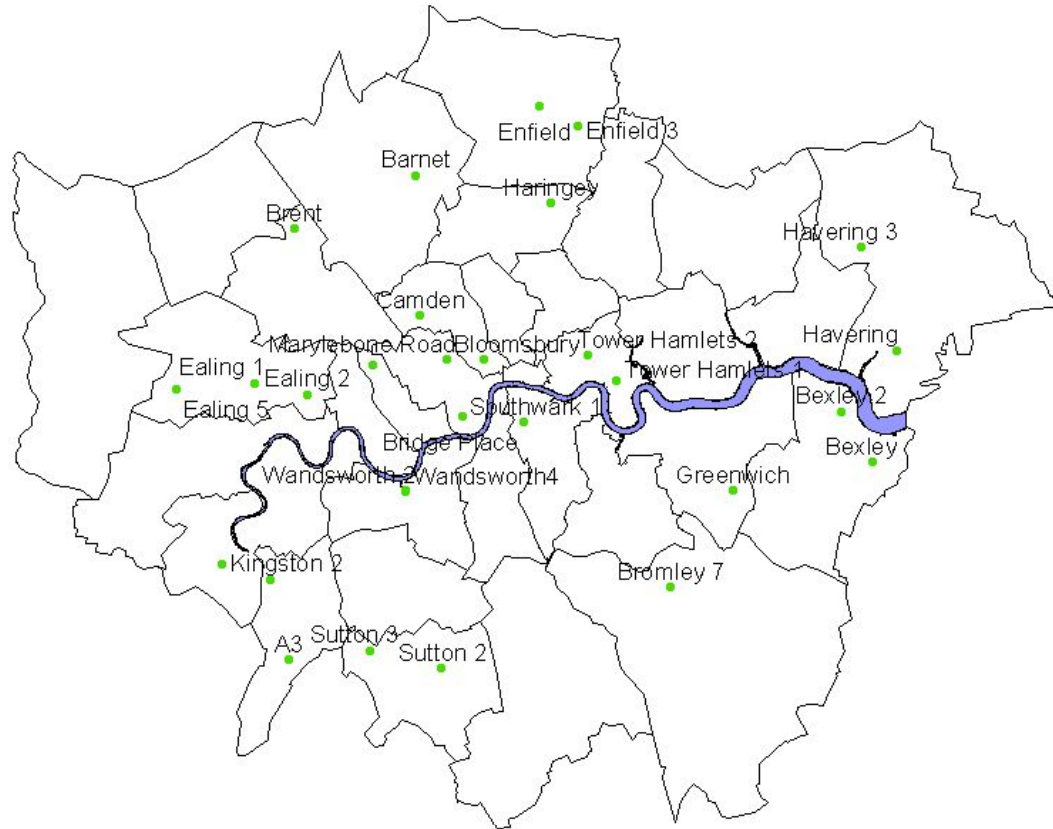 Enfield
Enfield 3
Barnet
Haringey
Brent
Havering 3
Camden
Marylebone Road
Bloomsbury
Tower Hamlets 2
Havering
Ealing 1
Ealing 2
Tower Hamlets 1
Ealing 5
Southwark 1
Bexley 2
Bridge Place
Bexley
Wandsworth 2
Wandsworth4
Greenwich
Kingston 2
Bromley 7
A3
Sutton 3
Sutton 2